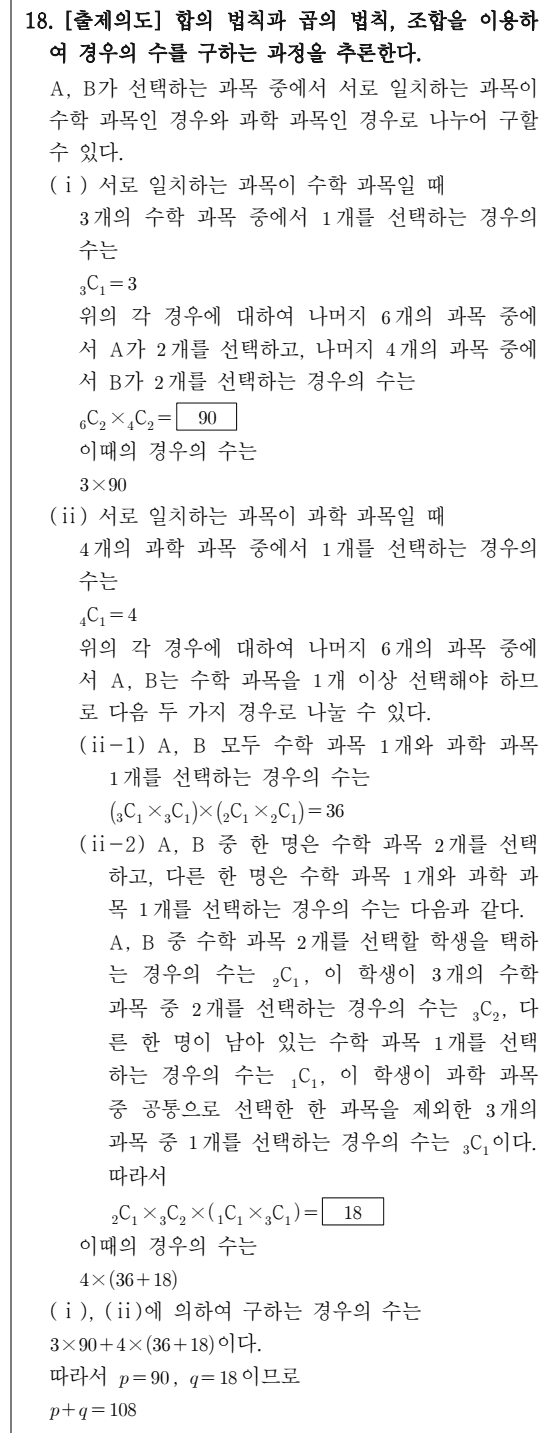 18. [출제의도] 합의 법칙과 곱의 법칙, 조합을 이용하
여 경우의 수를 구하는 과정을 추론한다.
A, B가 선택하는 과목 중에서 서로 일치하는 과목이
수학 과목인 경우와 과학 과목인 경우로 나누어 구할
수 있다.
(ⅰ) 서로 일치하는 과목이 수학 과목일 때
3개의 수학 과목 중에서 1개를 선택하는 경우의
수는
₃C₁=3
위의 각 경우에 대하여 나머지 6개의 과목 중에
서 A가 2개를 선택하고, 나머지 4개의 과목 중에
서 B가 2개를 선택하는 경우의 수는
₆C₂×₄C₂= 90
이때의 경우의 수는
3×90
(ⅱ) 서로 일치하는 과목이 과학 과목일 때
4개의 과학 과목 중에서 1개를 선택하는 경우의
수는
₄C₁=4
위의 각 경우에 대하여 나머지 6개의 과목 중에
서 A, B는 수학 과목을 1개 이상 선택해야 하므
로 다음 두 가지 경우로 나눌 수 있다.
(ⅱ-1) A, B 모두 수학 과목 1개와 과학 과목
1개를 선택하는 경우의 수는
(₃C₁×₃C₁)×(₂C₁×₂C₁)=36
(ⅱ-2) A, B 중 한 명은 수학 과목 2개를 선택
하고, 다른 한 명은 수학 과목 1개와 과학 과
목 1개를 선택하는 경우의 수는 다음과 같다.
A, B 중 수학 과목 2개를 선택할 학생을 택하
는 경우의 수는 ₂C₁, 이 학생이 3개의 수학
과목 중 2개를 선택하는 경우의 수는 ₃C₂, 다
른 한 명이 남아 있는 수학 과목 1개를 선택
하는 경우의 수는 ₁C₁, 이 학생이 과학 과목
중 공통으로 선택한 한 과목을 제외한 3개의
과목 중 1개를 선택하는 경우의 수는 ₃C₁이다.
따라서
₂C₁×₃C₂×(₁C₁×₃C₁)= 18
이때의 경우의 수는
4×(36+18)
(ⅰ), (ⅱ)에 의하여 구하는 경우의 수는
3×90+4×(36+18)이다.
따라서 p=90, q=18이므로
p+q=108